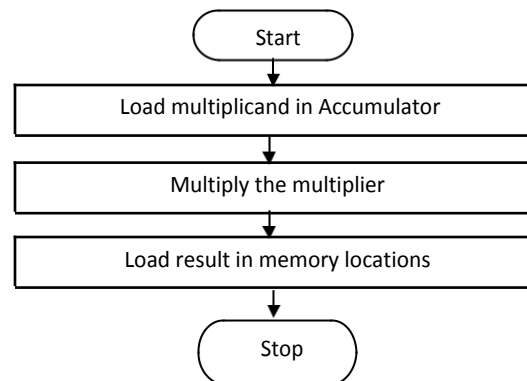 Start
Load multiplicand in Accumulator
Multiply the multiplier
Load result in memory locations
Stop